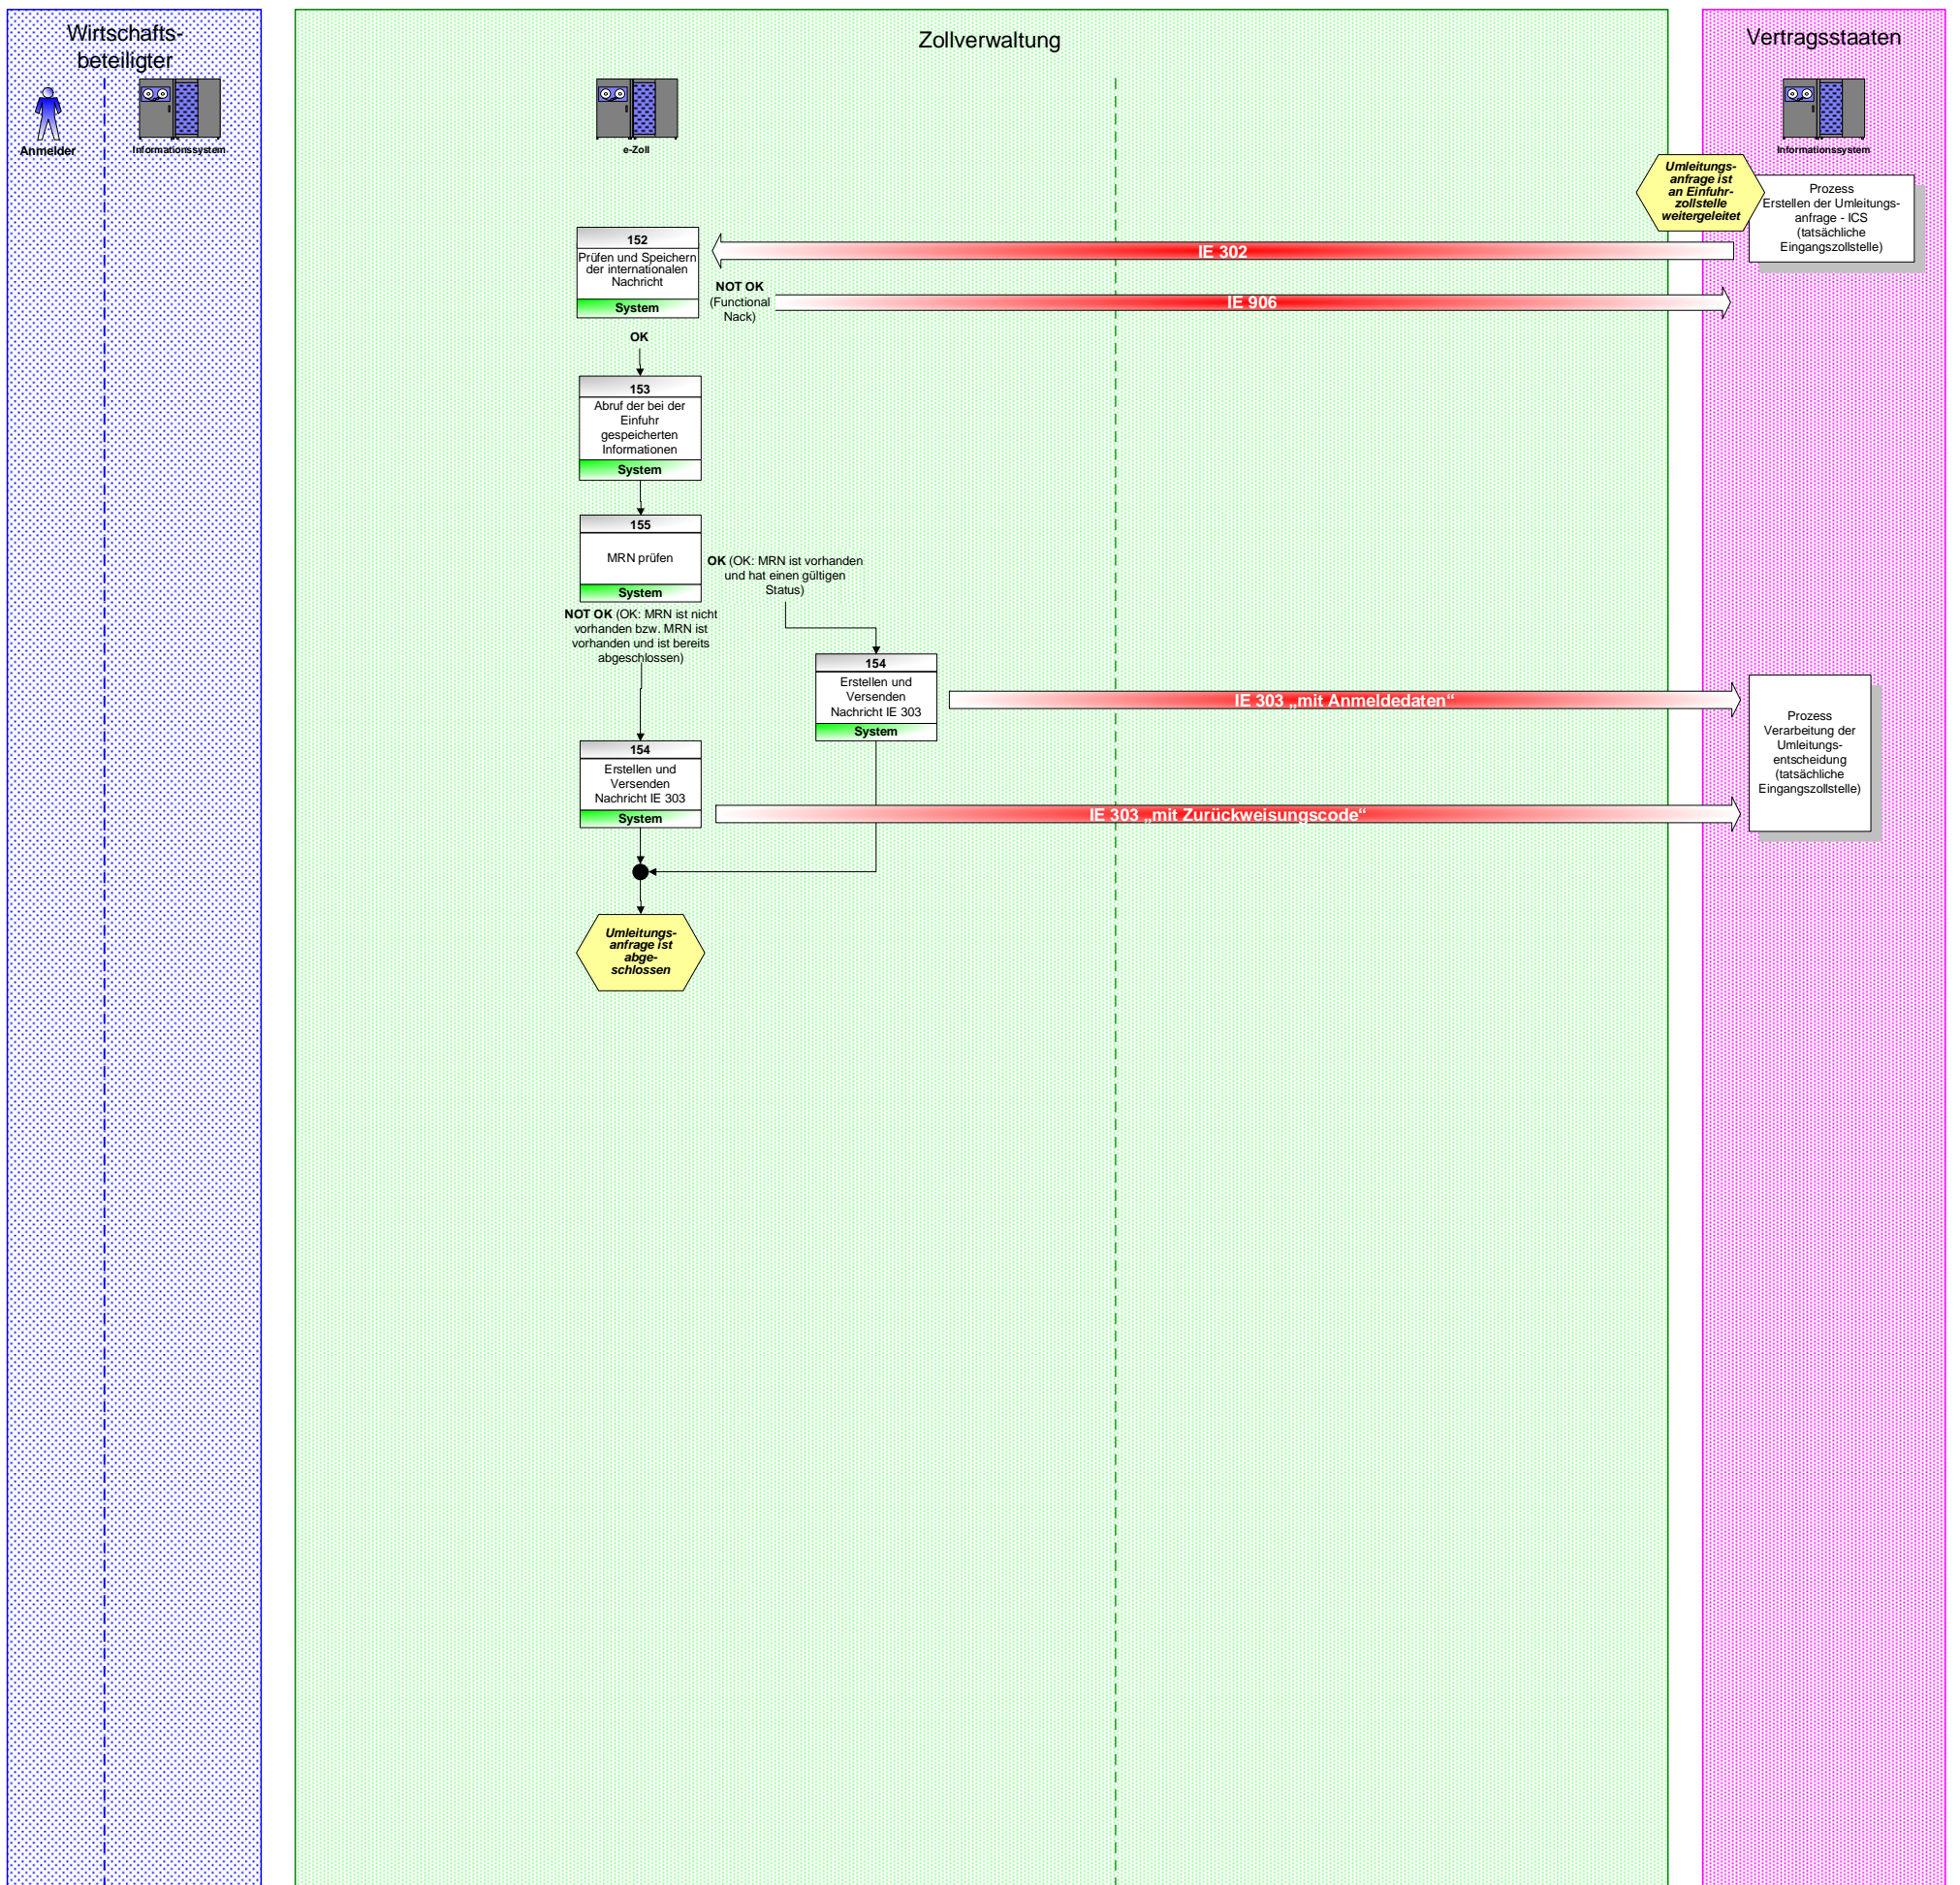 Wirtschafts-
beteiligter
Zollverwaltung
Vertragsstaaten
Anmelder
Informationssystem
e-Zoll
Informationssystem
Umleitungs-
anfrage ist
an Einfuhr-
zollstelle
weitergeleitet
Prozess
Erstellen der Umleitungs-
anfrage - ICS
(tatsächliche
Eingangszollstelle)
152
Prüfen und Speichern
der internationalen
Nachricht
System
IE 302
NOT OK
(Functional
Nack)
IE 906
OK
153
Abruf der bei der
Einfuhr
gespeicherten
Informationen
System
155
MRN prüfen
System
OK (OK: MRN ist vorhanden
und hat einen gültigen
Status)
NOT OK (OK: MRN ist nicht
vorhanden bzw. MRN ist
vorhanden und ist bereits
abgeschlossen)
154
Erstellen und
Versenden
Nachricht IE 303
System
IE 303 „mit Anmeldedaten“
Prozess
Verarbeitung der
Umleitungs-
entscheidung
(tatsächliche
Eingangszollstelle)
154
Erstellen und
Versenden
Nachricht IE 303
System
IE 303 „mit Zurückweisungscode“
Umleitungs-
anfrage ist
abge-
schlossen